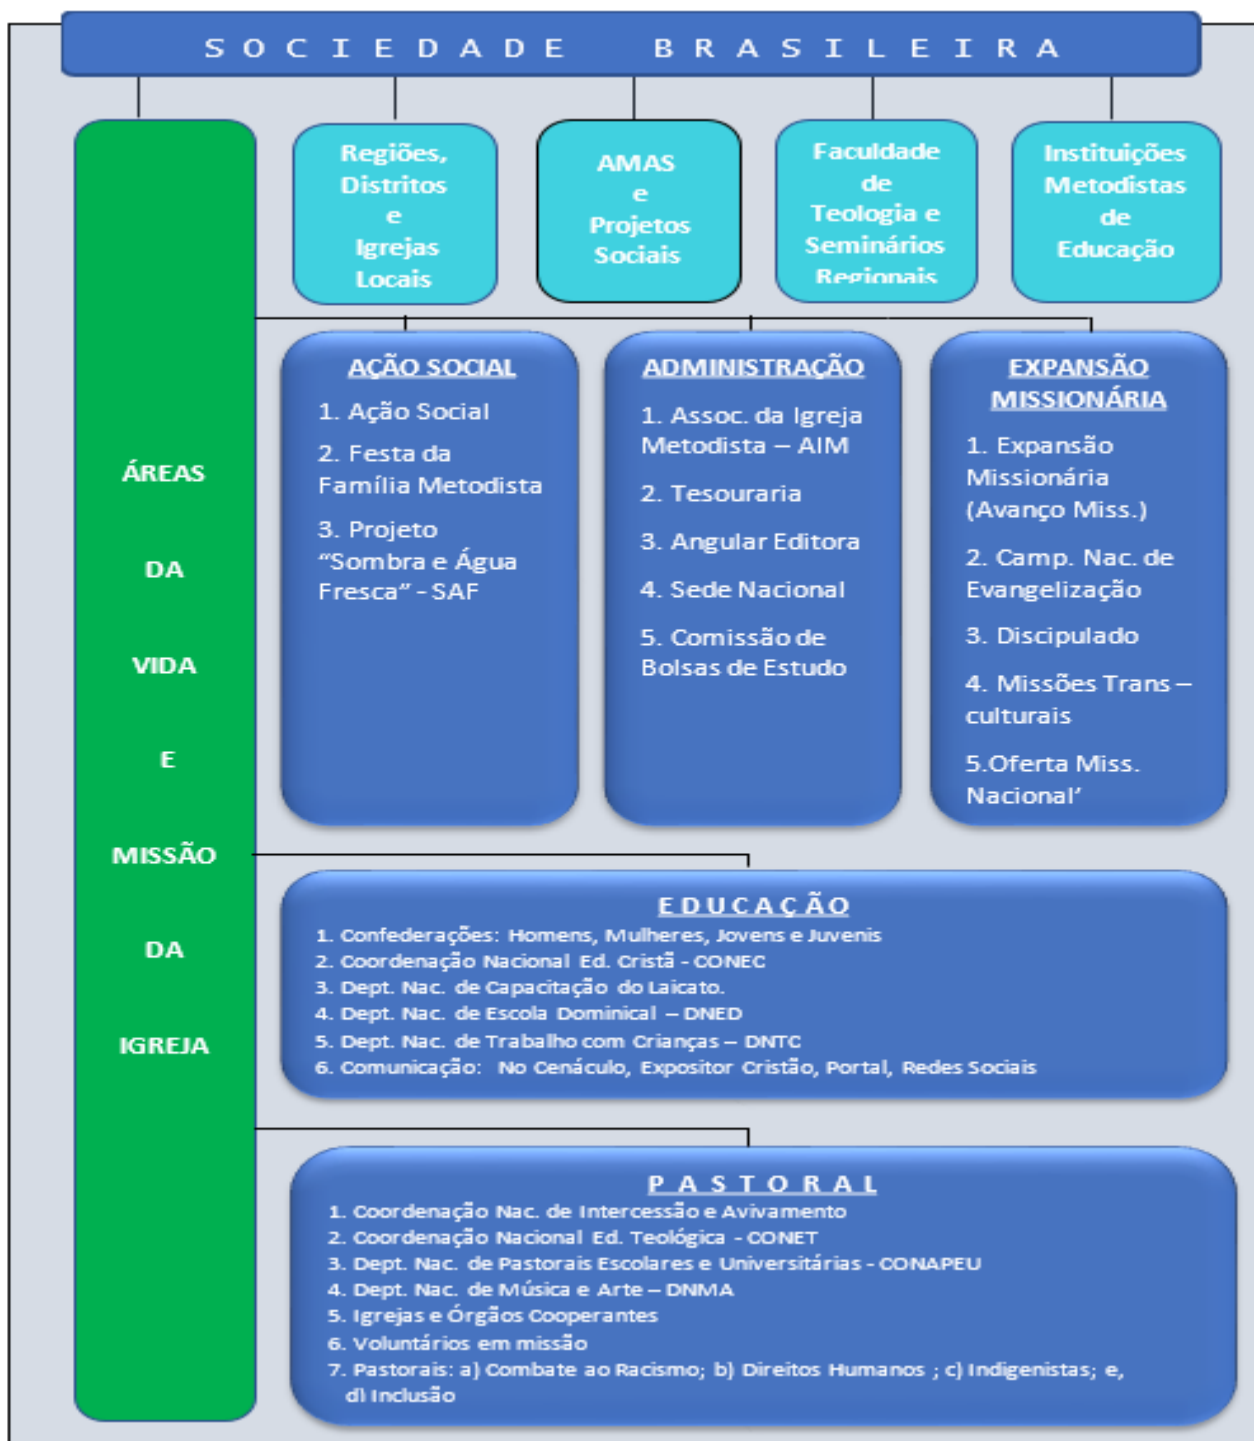 S O C I E D A D E B R A S I L E I R A
Regiões,
Distritos
e
Igrejas
Locais
AMAS
e
Projetos
Sociais
Faculdade
de
Teologia e
Seminários
Regionais
Instituições
Metodistas
de
Educação
ÁREAS
DA
VIDA
E
MISSÃO
DA
IGREJA
AÇÃO SOCIAL
1. Ação Social
2. Festa da
Família Metodista
3. Projeto
“Sombra e Água
Fresca” - SAF
ADMINISTRAÇÃO
1. Assoc. da Igreja
Metodista – AIM
2. Tesouraria
3. Angular Editora
4. Sede Nacional
5. Comissão de
Bolsas de Estudo
EXPANSÃO
MISSIONÁRIA
1. Expansão
Missionária
(Avanço Miss.)
2. Camp. Nac. de
Evangelização
3. Discipulado
4. Missões Trans –
culturais
5.Oferta Miss.
Nacional’
E D U C A Ç Ã O
1. Confederações: Homens, Mulheres, Jovens e Juvenis
2. Coordenação Nacional Ed. Cristã - CONEC
3. Dept. Nac. de Capacitação do Laicato.
4. Dept. Nac. de Escola Dominical – DNED
5. Dept. Nac. de Trabalho com Crianças – DNTC
6. Comunicação: No Cenáculo, Expositor Cristão, Portal, Redes Sociais
P A S T O R A L
1. Coordenação Nac. de Intercessão e Avivamento
2. Coordenação Nacional Ed. Teológica - CONET
3. Dept. Nac. de Pastorais Escolares e Universitárias - CONAPEU
4. Dept. Nac. de Música e Arte – DNMA
5. Igrejas e Órgãos Cooperantes
6. Voluntários em missão
7. Pastorais: a) Combate ao Racismo; b) Direitos Humanos ; c) Indigenistas; e,
d) Inclusão